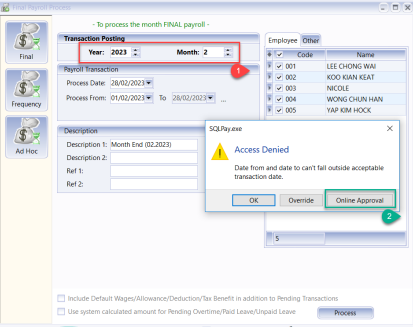 Final Payroll Process
- To process the month FINAL payroll -
Final
Frequency
Ad Hoc
Transaction Posting
Year: 2023 Month: 2
1
Payroll Transaction
Process Date: 28/02/2023
Process From: 01/02/2023 To 28/02/2023 ...
Description
Description 1: Month End (02.2023)
Description 2:
Ref 1:
Ref 2:
Employee Other
Code Name
001 LEE CHONG WAI
002 KOO KIAN KEAT
003 NICOLE
004 WONG CHUN HAN
005 YAP KIM HOCK
SQLPay.exe
Access Denied
Date from and date to can't fall outside acceptable
transaction date.
OK Override Online Approval
2
5
Include Default Wages/Allowance/Deduction/Tax Benefit in addition to Pending Transactions
Use system calculated amount for Pending Overtime/Paid Leave/Unpaid Leave
Process